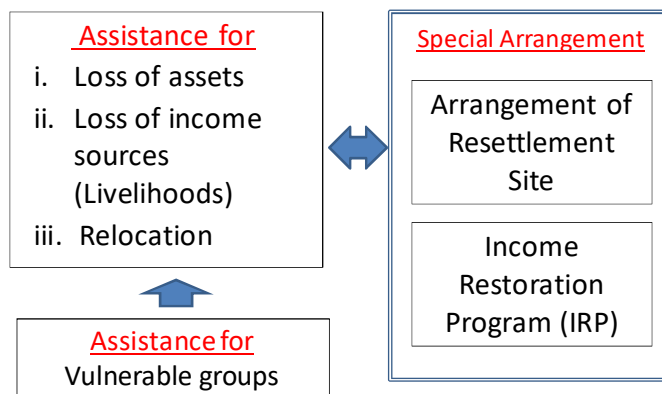 Assistance for
i. Loss of assets
ii. Loss of income
sources
(Livelihoods)
iii. Relocation
Assistance for
Vulnerable groups
Special Arrangement
Arrangement of
Resettlement
Site
Income
Restoration
Program (IRP)